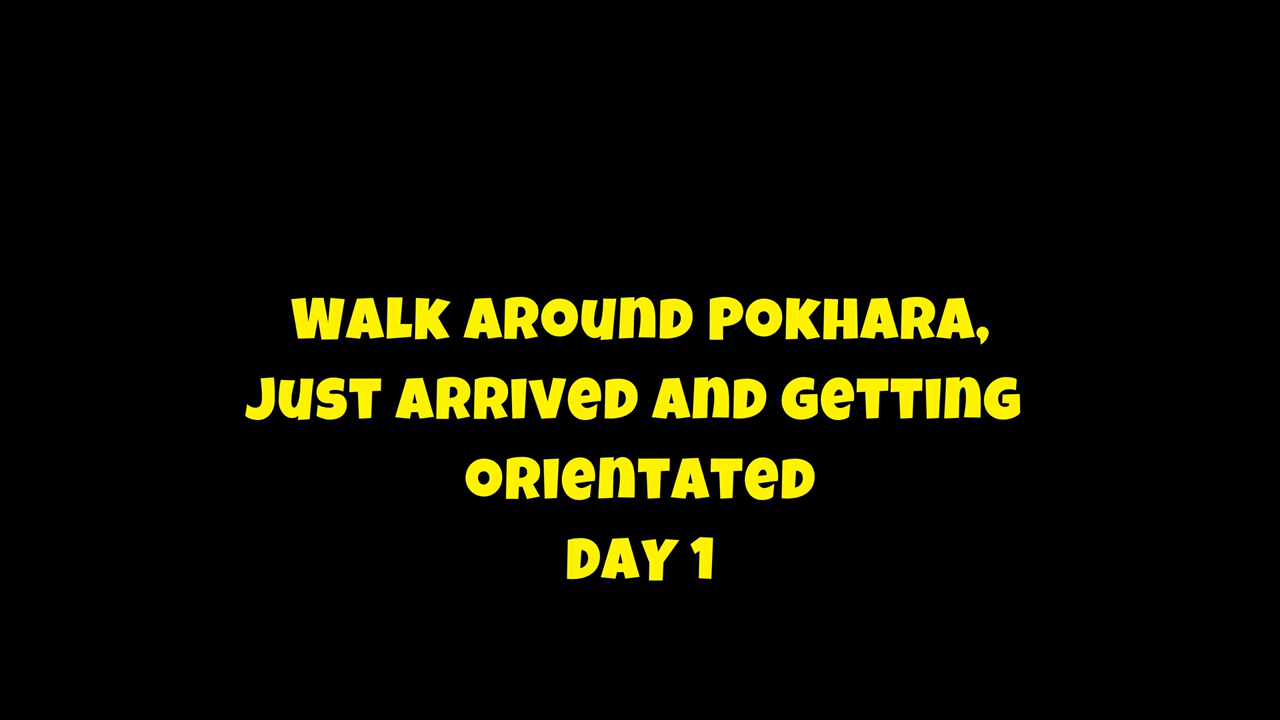 WALK AROUND POKHARA,
JUST ARRIVED AND GETTING
ORIENTATED
DAY 1